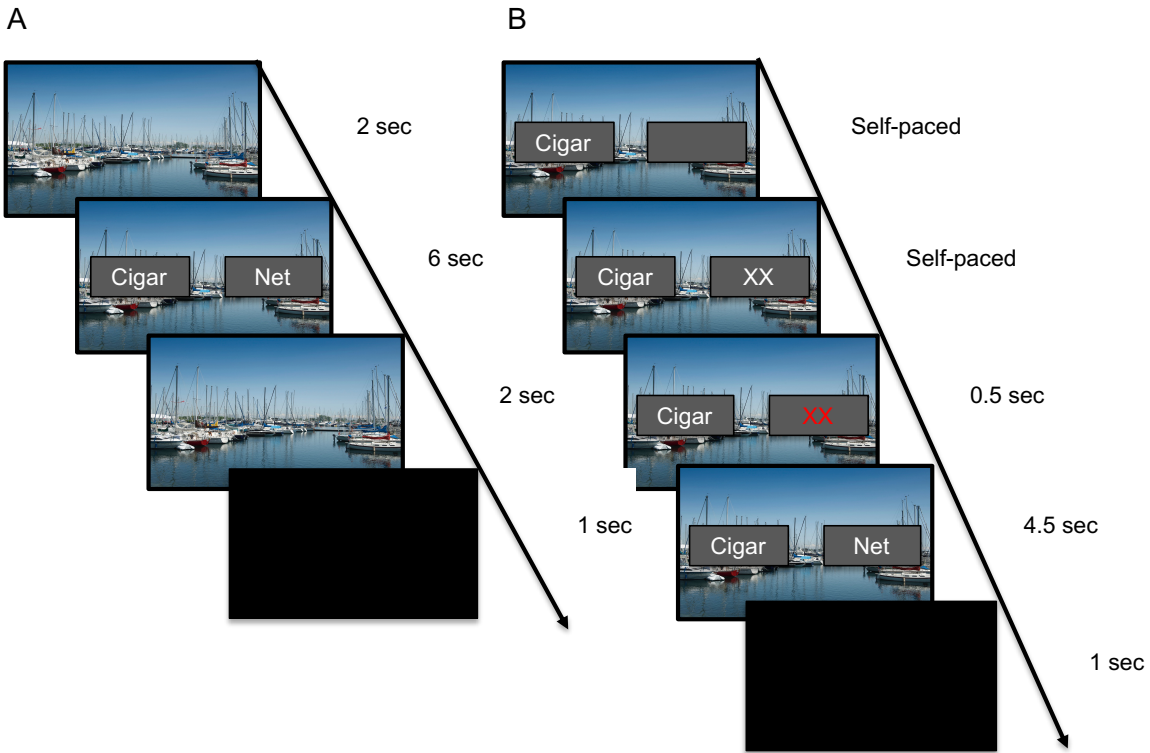 A
2 sec
Cigar Net
6 sec
2 sec
1 sec
B
Cigar
Self-paced
Cigar XX
Self-paced
Cigar XX
0.5 sec
Cigar Net
4.5 sec
1 sec